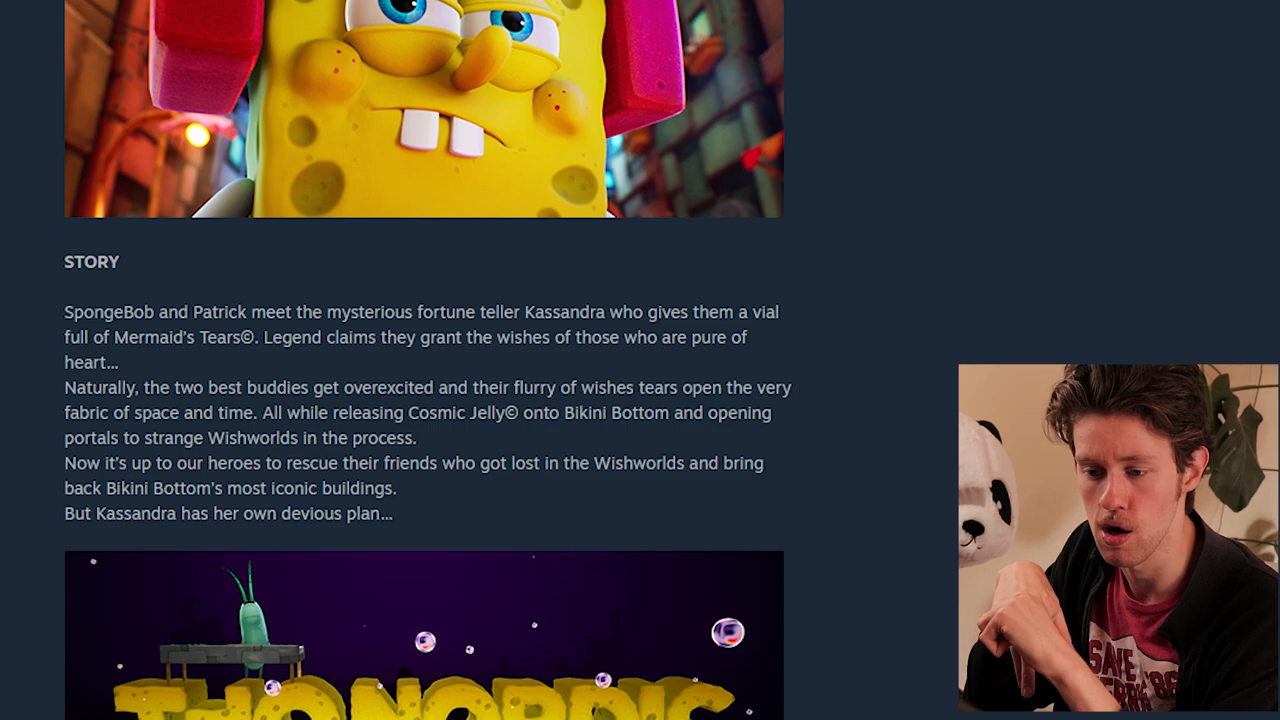 STORY
SpongeBob and Patrick meet the mysterious fortune teller Kassandra who gives them a vial
full of Mermaid's Tears©. Legend claims they grant the wishes of those who are pure of
heart...
Naturally, the two best buddies get overexcited and their flurry of wishes tears open the very
fabric of space and time. All while releasing Cosmic Jelly© onto Bikini Bottom and opening
portals to strange Wishworlds in the process.
Now it's up to our heroes to rescue their friends who got lost in the Wishworlds and bring
back Bikini Bottom's most iconic buildings.
But Kassandra has her own devious plan...
SAVE